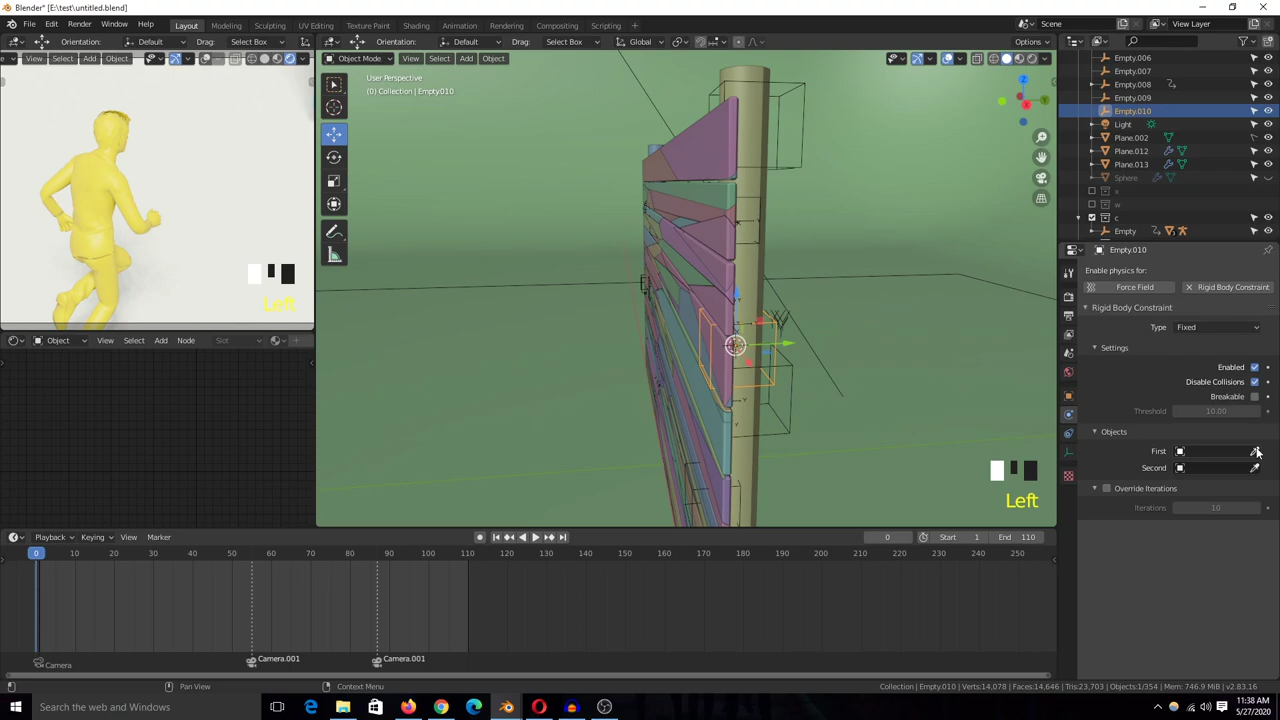 Blender* [E:\test\untitled.blend]
File Edit Render Window Help Layout Modeling Sculpting UV Editing Texture Paint Shading Animation Rendering Compositing Scripting Scene View Layer
Orientation: Default Drag: Select Box Orientation: Default Drag: Select Box Global Options
View Select Add Object Object Mode View Select Add Object
User Perspective
(0) Collection | Empty.010
Empty.006
Empty.007
Empty.008
Empty.009
Empty.010
Light
Plane.002
Plane.012
Plane.013
Sphere
x
w
c
Empty
Empty.010
Enable physics for:
Force Field Rigid Body Constraint
Rigid Body Constraint
Type Fixed
Settings
Enabled
Disable Collisions
Breakable
Threshold 10.00
Objects
First
Second
Override Iterations
Iterations 10
Left
Left
Object View Select Add Node Slot
Playback Keying View Marker 0 Start 1 End 110
0 10 20 30 40 50 60 70 80 90 100 110 120 130 140 150 160 170 180 190 200 210 220 230 240 250
Camera Camera.001 Camera.001
Pan View Context Menu Collection | Empty.010 | Verts:14,078 | Faces:14,646 | Tris:23,703 | Objects:1/354 | Mem: 746.9 MiB | v2.83.16
Search Windows
11:38 AM
5/27/2020